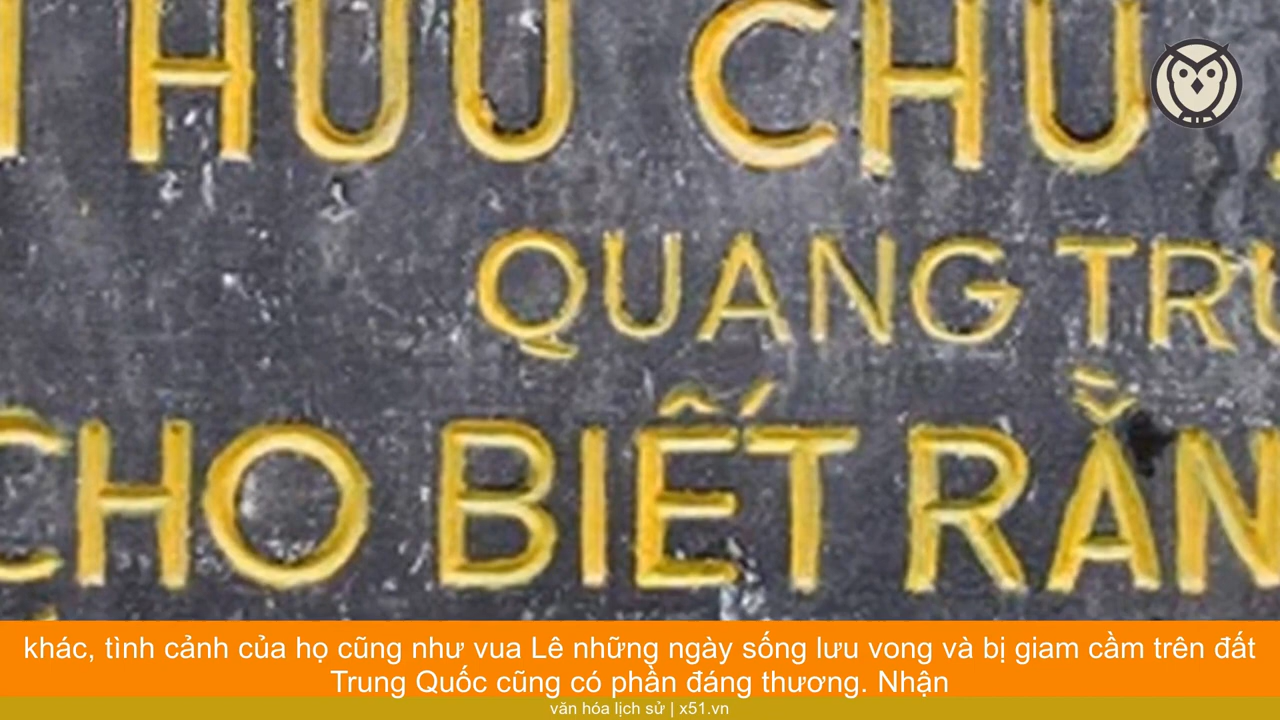 HUU CHU
QUANG TRU
CHO BIẾT RẰN
khác, tình cảnh của họ cũng như vua Lê những ngày sống lưu vong và bị giam cầm trên đất
Trung Quốc cũng có phần đáng thương. Nhận
văn hóa lịch sử | x51.vn